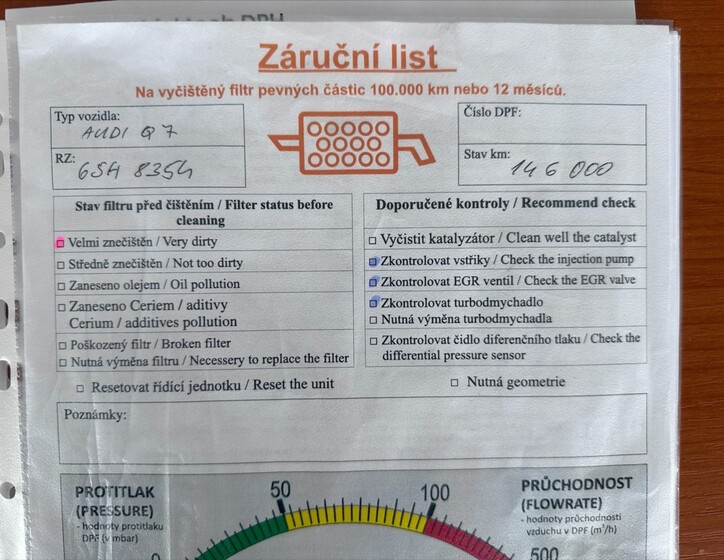 Záruční list
Na vyčištěný filtr pevných částic 100.000 km nebo 12 měsíců.
Typ vozidla:
AUDI Q7
RZ:
6SH 8354
Číslo DPF:
Stav km:
146 000
Stav filtru před čištěním / Filter status before
cleaning
Velmi znečištěn / Very dirty
Středně znečištěn / Not too dirty
Zaneseno olejem / Oil pollution
Zaneseno Ceriem / aditivy
Cerium / additives pollution
Poškozený filtr / Broken filter
Nutná výměna filtru / Necessery to replace the filter
Doporučené kontroly / Recommend check
Vyčistit katalyzátor / Clean well the catalyst
Zkontrolovat vstřiky / Check the injection pump
Zkontrolovat EGR ventil / Check the EGR valve
Zkontrolovat turbodmychadlo
Nutná výměna turbodmychadla
Zkontrolovat čidlo diferenčního tlaku / Check the
differential pressure sensor
Resetovat řídící jednotku / Reset the unit
Nutná geometrie
Poznámky:
PROTITLAK
(PRESSURE)
- hodnoty protitlaku
DPF (v mbar)
0
50
100
PRŮCHODNOST
(FLOWRATE)
- hodnoty průchodnosti
vzduchu v DPF (m³/h)
500